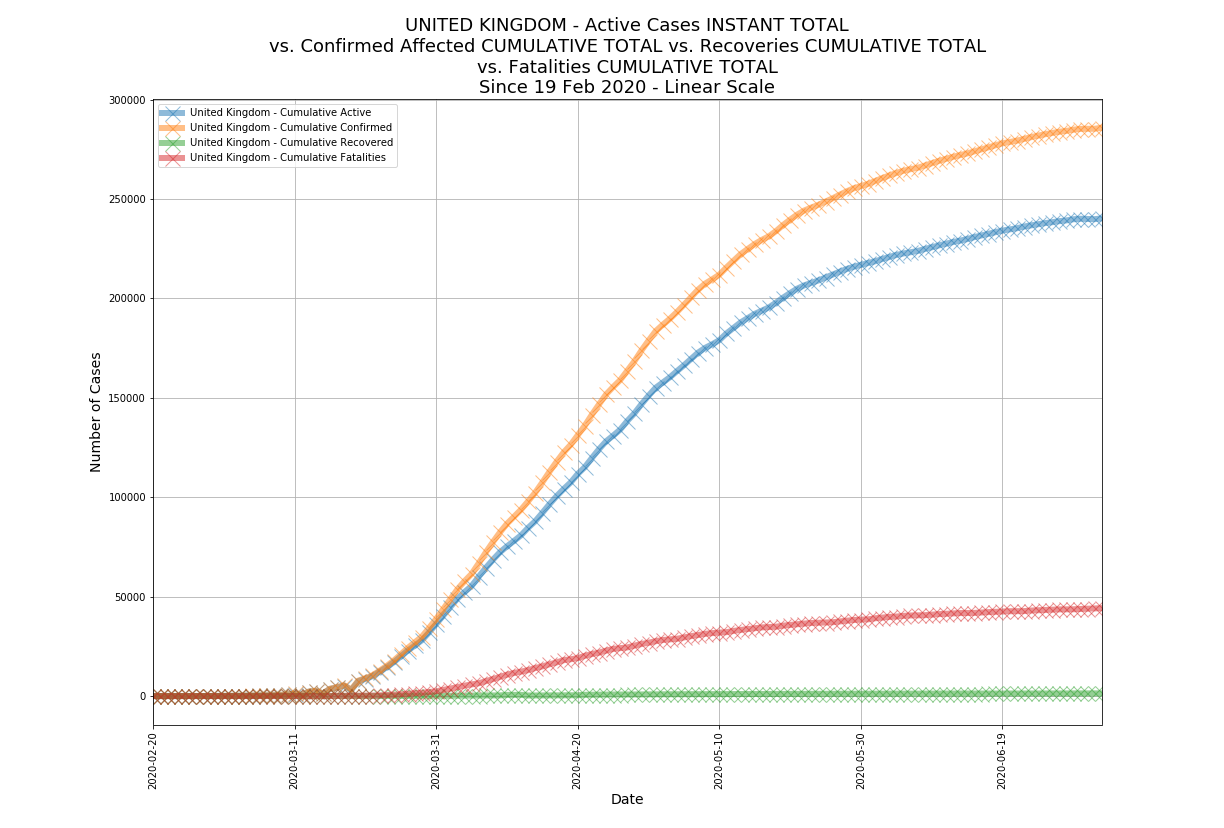 UNITED KINGDOM - Active Cases INSTANT TOTAL
vs. Confirmed Affected CUMULATIVE TOTAL vs. Recoveries CUMULATIVE TOTAL
vs. Fatalities CUMULATIVE TOTAL
Since 19 Feb 2020 - Linear Scale
United Kingdom - Cumulative Active
United Kingdom - Cumulative Confirmed
United Kingdom - Cumulative Recovered
United Kingdom - Cumulative Fatalities
Number of Cases
300000
250000
200000
150000
100000
50000
0
2020-02-20
2020-03-11
2020-03-31
2020-04-20
2020-05-10
2020-05-30
2020-06-19
Date